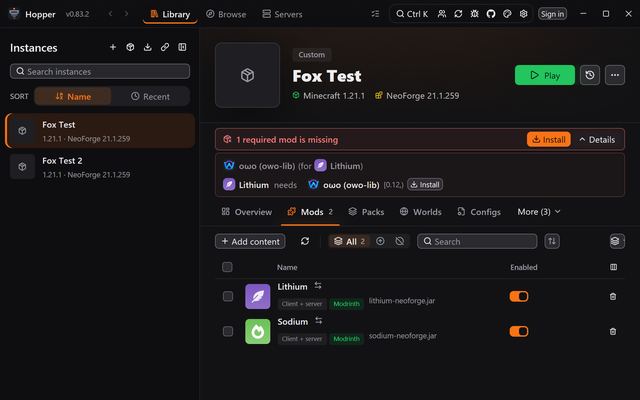 Hopper v0.83.2
Library
Browse
Servers
Ctrl K
Sign in
Instances
Search instances
SORT Name Recent
Fox Test
1.21.1 · NeoForge 21.1.259
Fox Test 2
1.21.1 · NeoForge 21.1.259
Custom
Fox Test
Minecraft 1.21.1 NeoForge 21.1.259
Play
1 required mod is missing
Install
Details
oωo (owo-lib) (for Lithium)
Lithium needs oωo (owo-lib) [0.12,) Install
Overview Mods 2 Packs Worlds Configs More (3)
Add content All 2 Search
Name Enabled
Lithium
Client + server Modrinth lithium-neoforge.jar
Sodium
Client + server Modrinth sodium-neoforge.jar